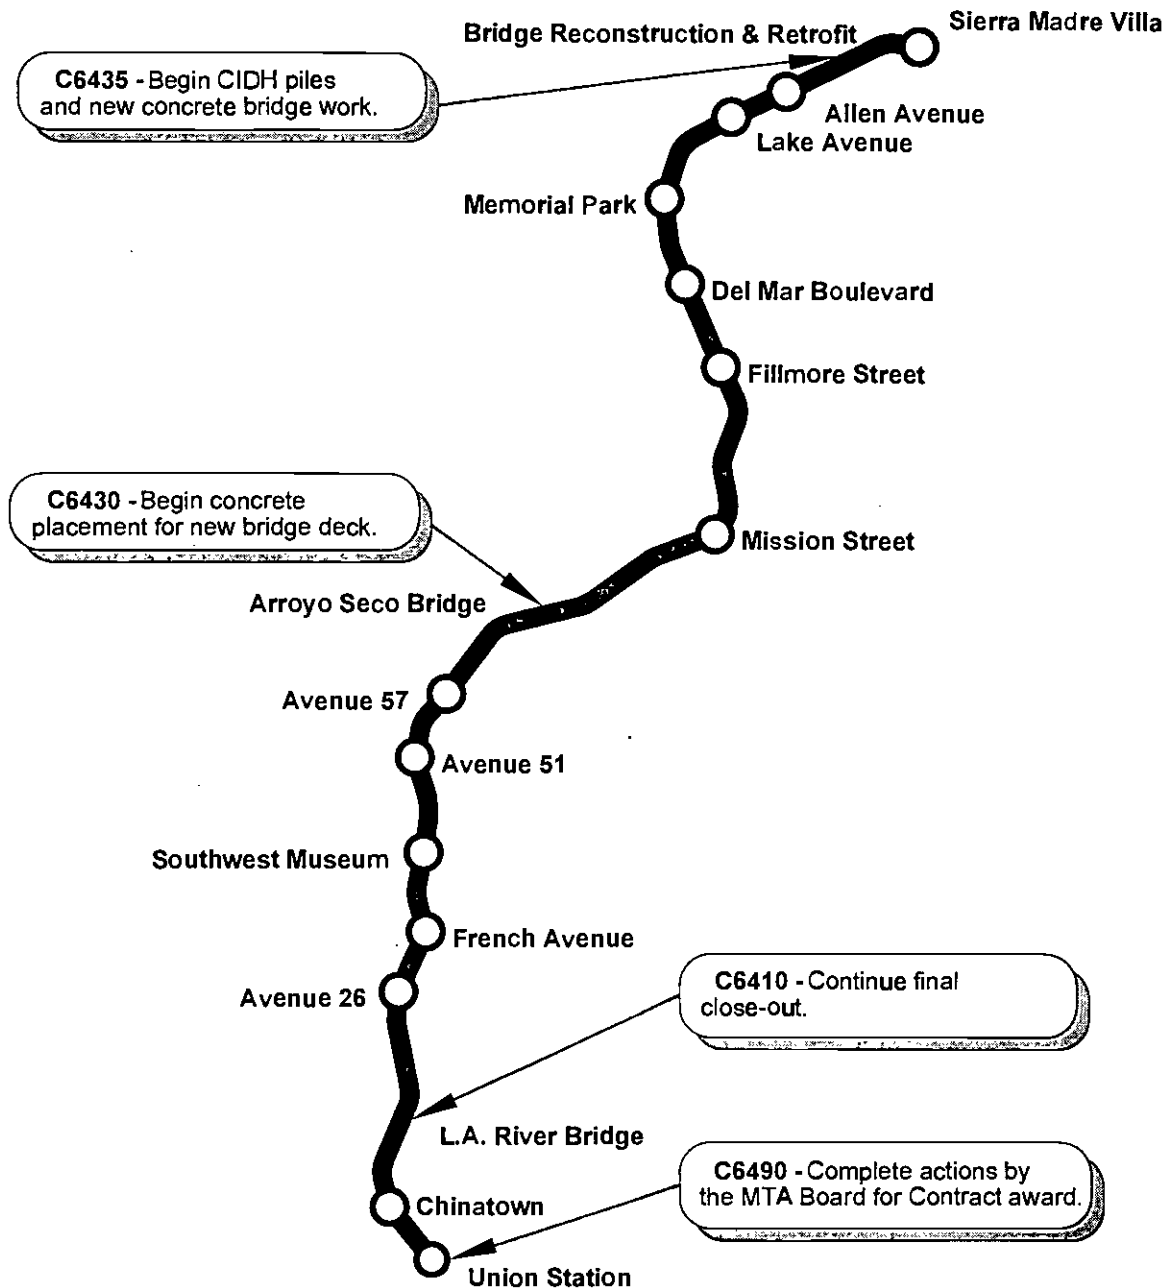 Sierra Madre Villa
Bridge Reconstruction & Retrofit
C6435 - Begin CIDH piles
and new concrete bridge work.
Allen Avenue
Lake Avenue
Memorial Park
Del Mar Boulevard
Fillmore Street
C6430 - Begin concrete
placement for new bridge deck.
Mission Street
Arroyo Seco Bridge
Avenue 57
Avenue 51
Southwest Museum
French Avenue
C6410 - Continue final
close-out.
Avenue 26
L.A. River Bridge
C6490 - Complete actions by
the MTA Board for Contract award.
Chinatown
Union Station